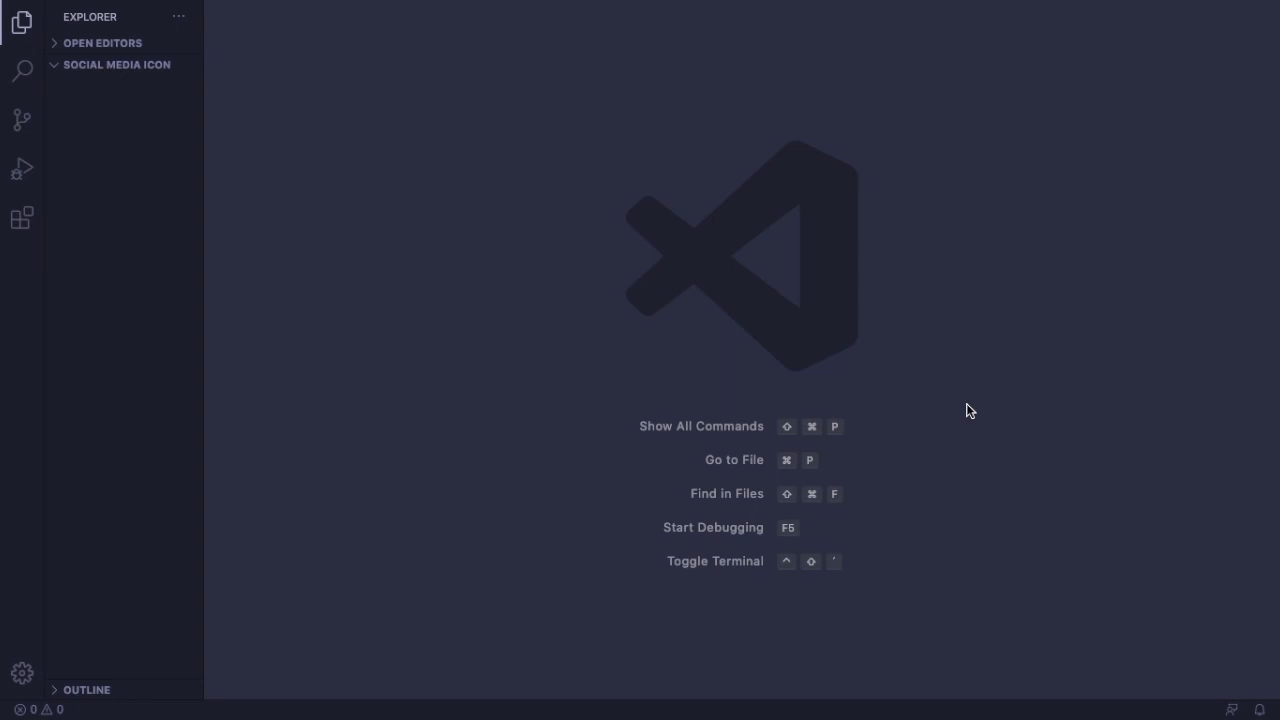 EXPLORER
OPEN EDITORS
SOCIAL MEDIA ICON
Show All Commands ⇧ ⌘ P
Go to File ⌘ P
Find in Files ⇧ ⌘ F
Start Debugging F5
Toggle Terminal ^ ⇧ ´
OUTLINE
0 0